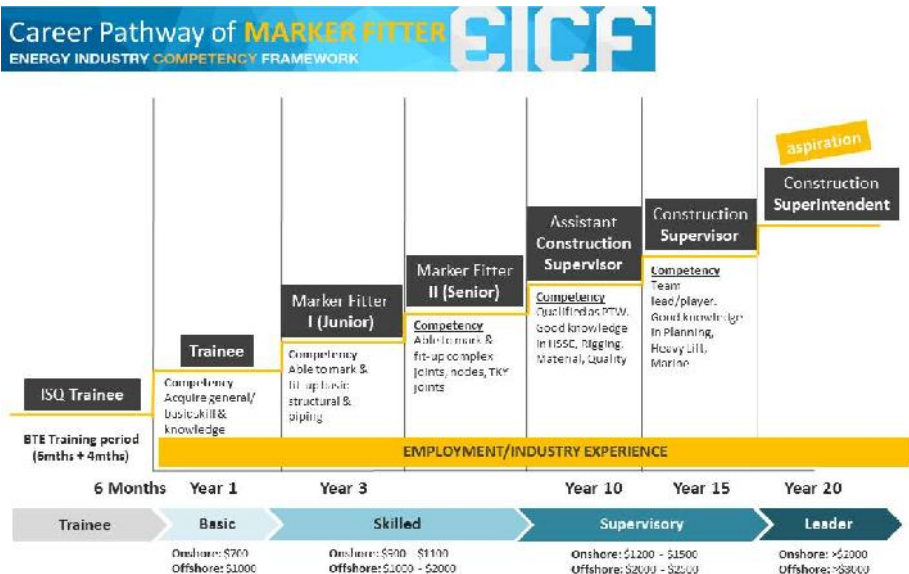 Career Pathway of MARKER FITTER
ENERGY INDUSTRY COMPETENCY FRAMEWORK
EICF
aspiration
Construction
Superintendent
Construction
Supervisor
Assistant
Construction
Supervisor
Marker Fitter
II (Senior)
Marker Fitter
I (Junior)
Trainee
ISQ Trainee
Competency
Acquire general/
basic skill &
knowledge
Competency
Able to mark &
fit-up basic
structural &
piping
Competency
Able to mark &
fit-up complex
joints, nodes, TKY
joints
Competency
Qualified as PTW.
Good knowledge
in HSSE, Rigging,
Material, Quality
Competency
Team
lead/player.
Good knowledge
in Planning,
Heavy Lift,
Marine
BTE Training period
(5mths + 4mths)
EMPLOYMENT/INDUSTRY EXPERIENCE
6 Months Year 1 Year 3 Year 10 Year 15 Year 20
Trainee Basic Skilled Supervisory Leader
Onshore: $700 Onshore: $900 - $1100 Onshore: $1200 - $1500 Onshore: >$2000
Offshore: $1000 Offshore: $1000 - $2000 Offshore: $2000 - $2500 Offshore: >$3000